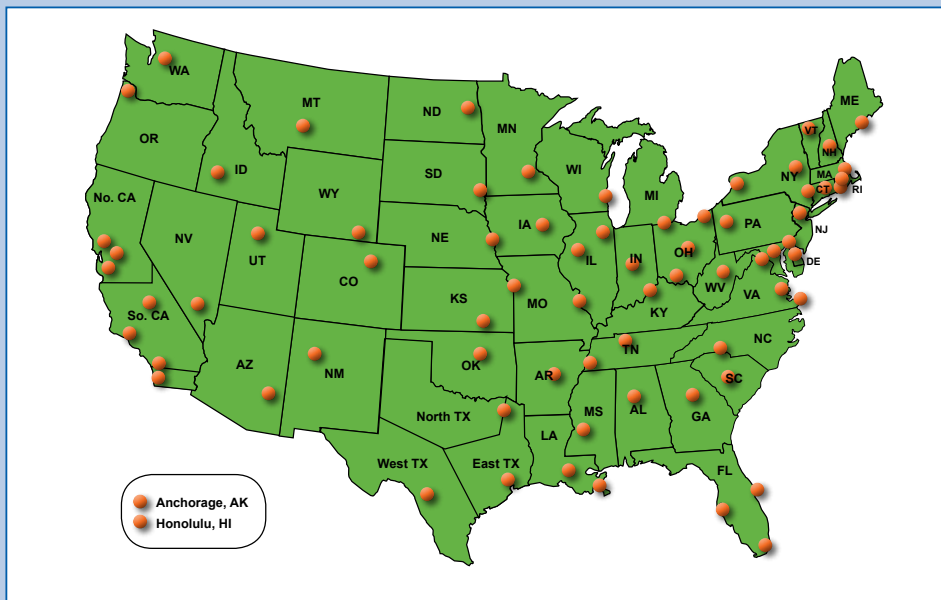 WA
ME
MT
ND
VT
MN
OR
NH
ID
WI
NY
MA
SD
MI
CT
RI
WY
No. CA
IA
PA
NJ
NE
NV
OH
IL
IN
UT
DE
CO
WV
VA
KS
MO
KY
So. CA
NC
TN
AZ
OK
NM
AR
SC
MS
AL
GA
North TX
LA
West TX
East TX
FL
Anchorage, AK
Honolulu, HI